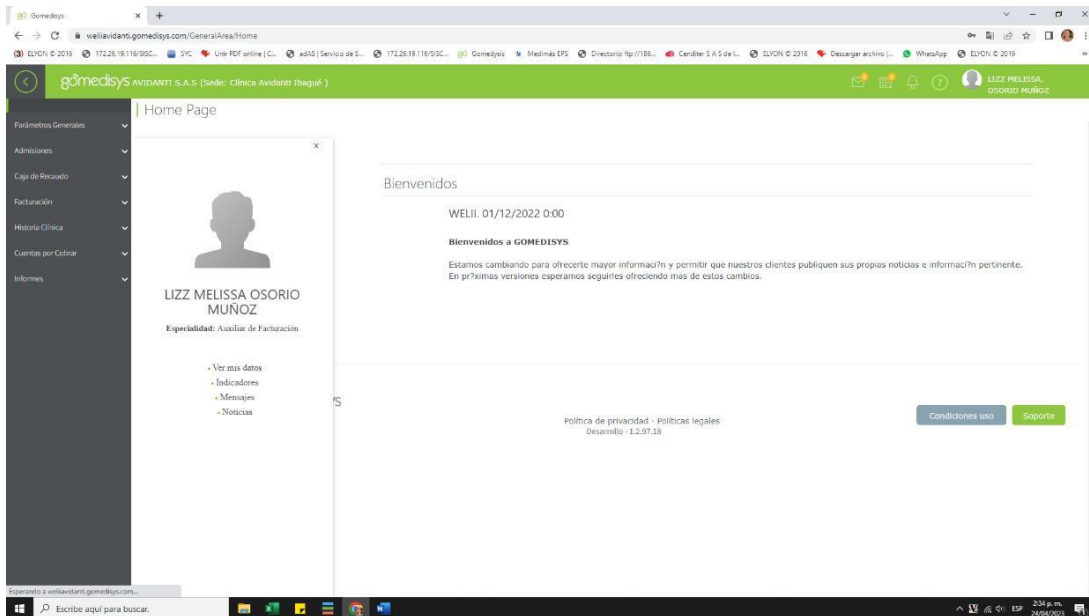 Gomedisys
weliiavidanti.gomedisys.com/GeneralArea/Home
(3) ELYON © 2016
172.26.19.116/SISC...
SYC
Unir PDF online | C...
adAS | Servicio de S...
172.26.19.116/SISC...
Gomedysis
Medimás EPS
Directorio ftp://186...
Cenditer S A S de I...
ELYON © 2016
Descargar archivo |...
WhatsApp
ELYON © 2016
gomedisys AVIDANTI S.A.S (Sede: Clínica Avidanti Ibagué )
LIZZ MELISSA,
OSORIO MUÑOZ
Home Page
Parámetros Generales
Admisiones
Caja de Recaudo
Facturación
Historia Clínica
Cuentas por Cobrar
Informes
x
LIZZ MELISSA OSORIO
MUÑOZ
Especialidad: Auxiliar de Facturación
Ver mis datos
Indicadores
Mensajes
Noticias
Bienvenidos
WELII. 01/12/2022 0:00
Bienvenidos a GOMEDISYS
Estamos cambiando para ofrecerte mayor informaci?n y permitir que nuestros clientes publiquen sus propias noticias e informaci?n pertinente.
En pr?ximas versiones esperamos seguirles ofreciendo mas de estos cambios.
YS
Política de privacidad - Políticas legales
Desarrollo - 1.2.97.18
Condiciones uso
Soporte
Esperando a weliiavidanti.gomedisys.com...
Escribe aquí para buscar.
ESP
2:34 p. m.
24/04/2023